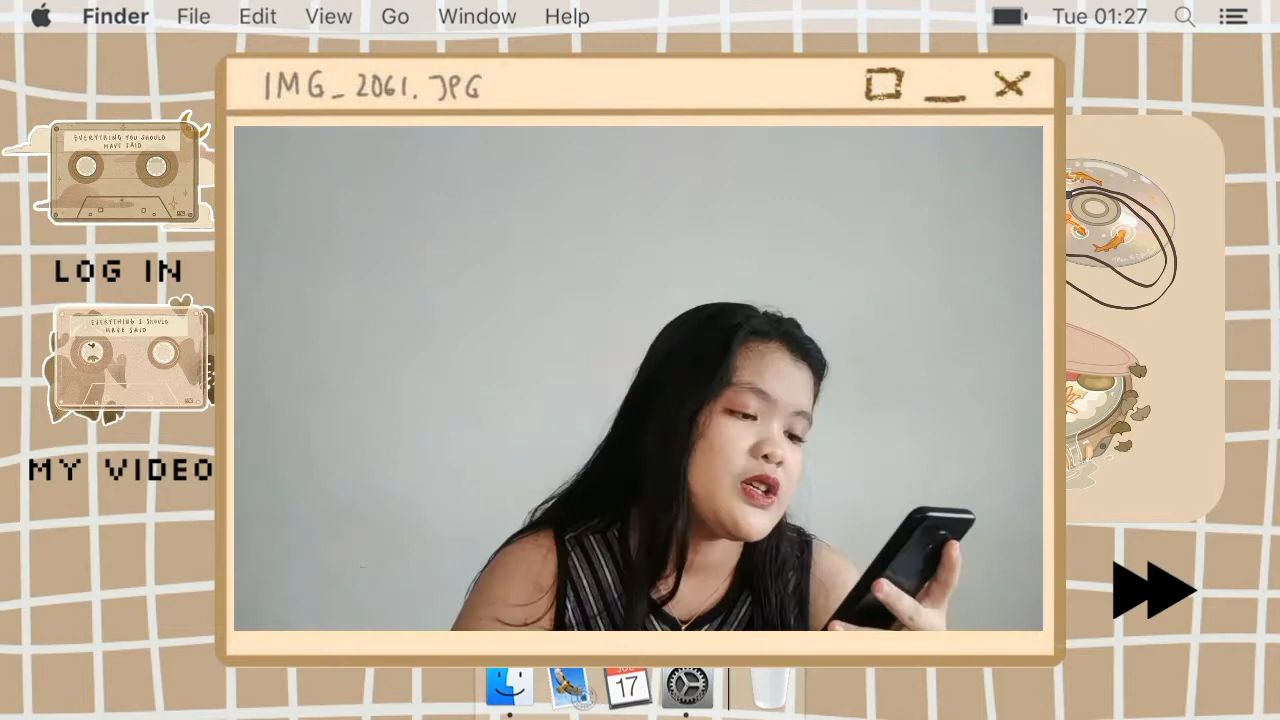 Finder File Edit View Go Window Help Tue 01:27
IMG_2061.JPG
EVERYTHING YOU SHOULD
HAVE SAID
LOG IN
EVERYTHING I SHOULD
HAVE SAID
MY VIDEO
JUL
17